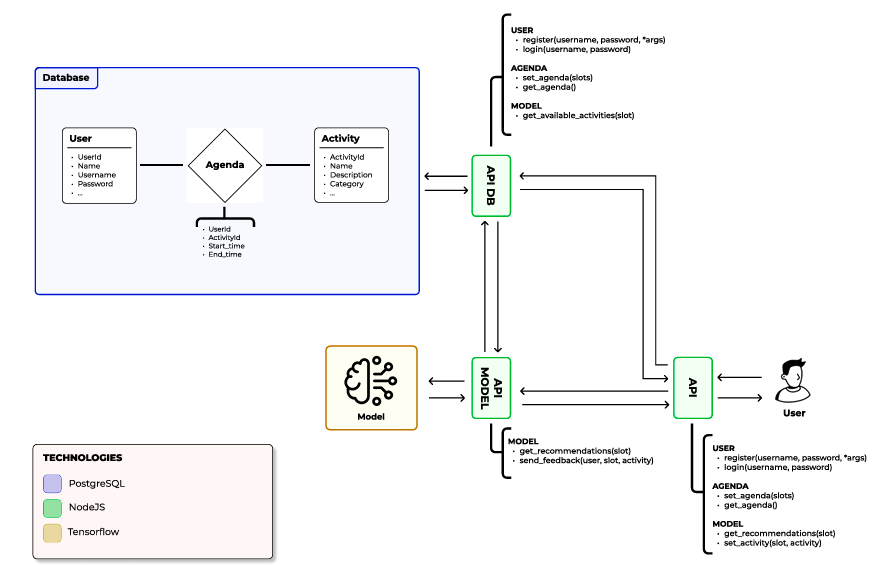 USER
• register(username, password, *args)
• login(username, password)
AGENDA
• set_agenda(slots)
• get_agenda()
MODEL
• get_available_activities(slot)
Database
User
• UserId
• Name
• Username
• Password
• ...
Agenda
• UserId
• ActivityId
• Start_time
• End_time
Activity
• ActivityId
• Name
• Description
• Category
• ...
API DB
Model
API
MODEL
API
User
MODEL
• get_recommendations(slot)
• send_feedback(user, slot, activity)
USER
• register(username, password, *args)
• login(username, password)
AGENDA
• set_agenda(slots)
• get_agenda()
MODEL
• get_recommendations(slot)
• set_activity(slot, activity)
TECHNOLOGIES
PostgreSQL
NodeJS
Tensorflow